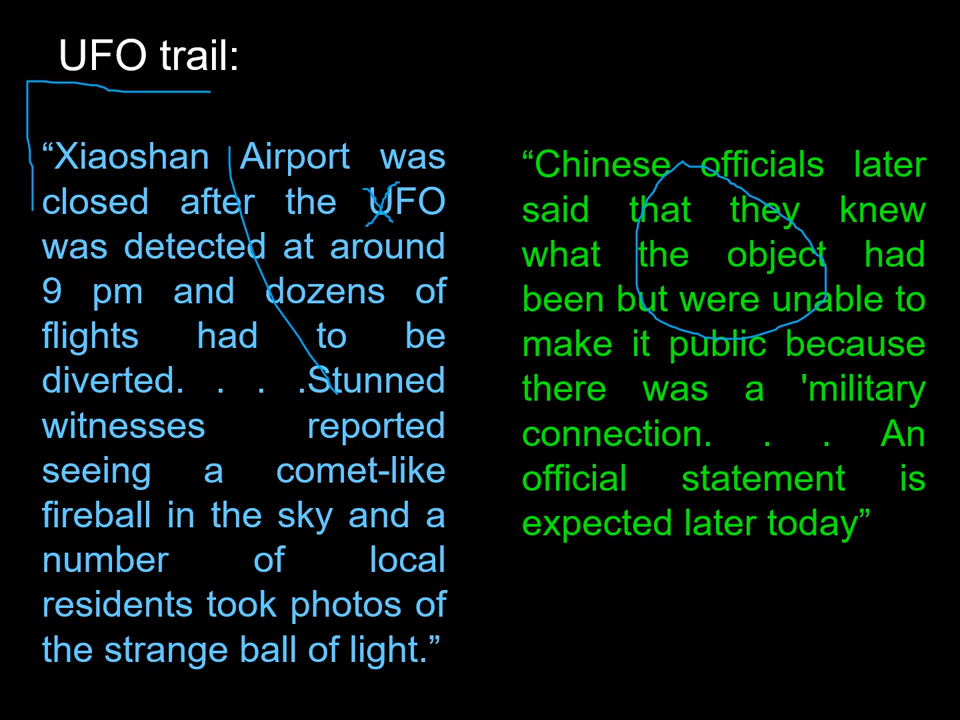 UFO trail:
“Xiaoshan Airport was
closed after the UFO
was detected at around
9 pm and dozens of
flights had to be
diverted. . . .Stunned
witnesses reported
seeing a comet-like
fireball in the sky and a
number of local
residents took photos of
the strange ball of light.”
“Chinese officials later
said that they knew
what the object had
been but were unable to
make it public because
there was a 'military
connection. . . An
official statement is
expected later today”